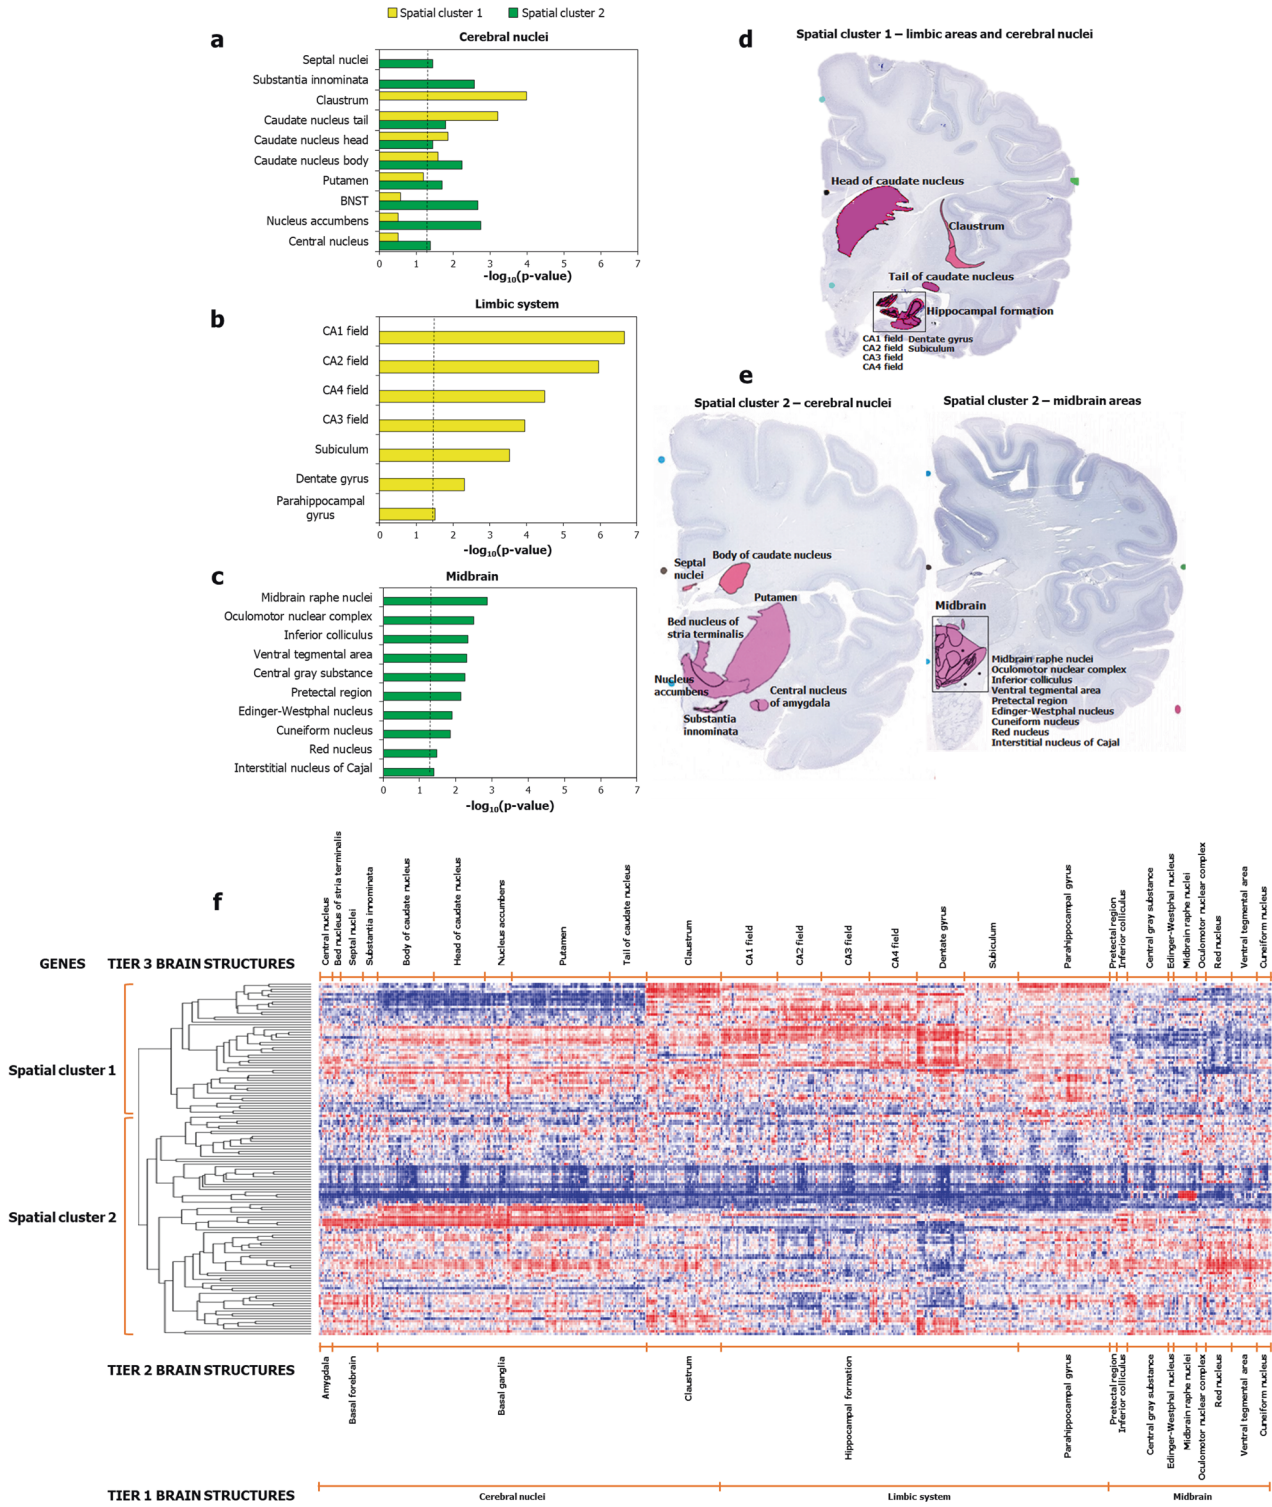 Spatial cluster 1
Spatial cluster 2
a
Cerebral nuclei
Septal nuclei
Substantia innominata
Claustrum
Caudate nucleus tail
Caudate nucleus head
Caudate nucleus body
Putamen
BNST
Nucleus accumbens
Central nucleus
0 1 2 3 4 5 6 7
-log10(p-value)
b
Limbic system
CA1 field
CA2 field
CA4 field
CA3 field
Subiculum
Dentate gyrus
Parahippocampal
gyrus
0 1 2 3 4 5 6 7
-log10(p-value)
c
Midbrain
Midbrain raphe nuclei
Oculomotor nuclear complex
Inferior colliculus
Ventral tegmental area
Central gray substance
Pretectal region
Edinger-Westphal nucleus
Cuneiform nucleus
Red nucleus
Interstitial nucleus of Cajal
0 1 2 3 4 5 6 7
-log10(p-value)
d
Spatial cluster 1 – limbic areas and cerebral nuclei
Head of caudate nucleus
Claustrum
Tail of caudate nucleus
Hippocampal formation
CA1 field
CA2 field
CA3 field
CA4 field
Dentate gyrus
Subiculum
e
Spatial cluster 2 – cerebral nuclei
Septal
nuclei
Body of caudate nucleus
Putamen
Bed nucleus of
stria terminalis
Nucleus
accumbens
Central nucleus
of amygdala
Substantia
innominata
Spatial cluster 2 – midbrain areas
Midbrain
Midbrain raphe nuclei
Oculomotor nuclear complex
Inferior colliculus
Ventral tegmental area
Pretectal region
Edinger-Westphal nucleus
Cuneiform nucleus
Red nucleus
Interstitial nucleus of Cajal
f
GENES
TIER 3 BRAIN STRUCTURES
Central nucleus
Bed nucleus of stria terminalis
Septal nuclei
Substantia innominata
Body of caudate nucleus
Head of caudate nucleus
Nucleus accumbens
Putamen
Tail of caudate nucleus
Claustrum
CA1 field
CA2 field
CA3 field
CA4 field
Dentate gyrus
Subiculum
Parahippocampal gyrus
Pretectal region
Inferior colliculus
Central gray substance
Edinger-Westphal nucleus
Midbrain raphe nuclei
Oculomotor nuclear complex
Red nucleus
Ventral tegmental area
Cuneiform nucleus
Spatial cluster 1
Spatial cluster 2
TIER 2 BRAIN STRUCTURES
Amygdala
Basal forebrain
Basal ganglia
Claustrum
Hippocampal formation
Parahippocampal gyrus
Pretectal region
Inferior colliculus
Central gray substance
Edinger-Westphal nucleus
Midbrain raphe nuclei
Oculomotor nuclear complex
Red nucleus
Ventral tegmental area
Cuneiform nucleus
TIER 1 BRAIN STRUCTURES
Cerebral nuclei
Limbic system
Midbrain